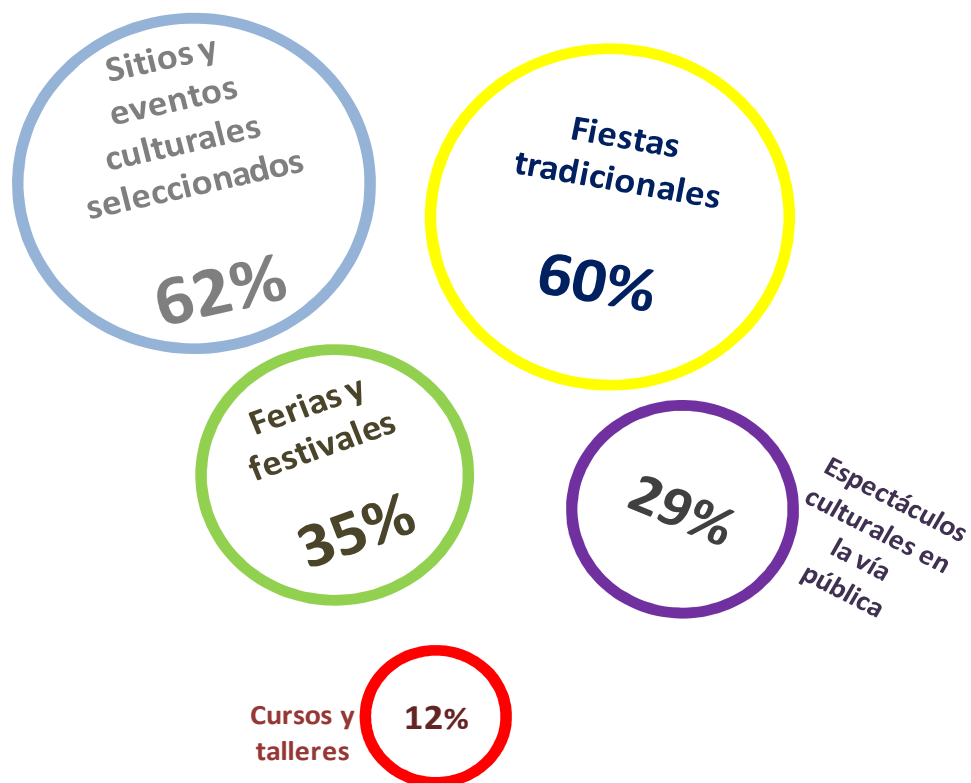 Sitios y
eventos
culturales
seleccionados
62%
Fiestas
tradicionales
60%
Ferias y
festivales
35%
29%
Espectáculos
culturales en
la vía
pública
Cursos y
talleres
12%